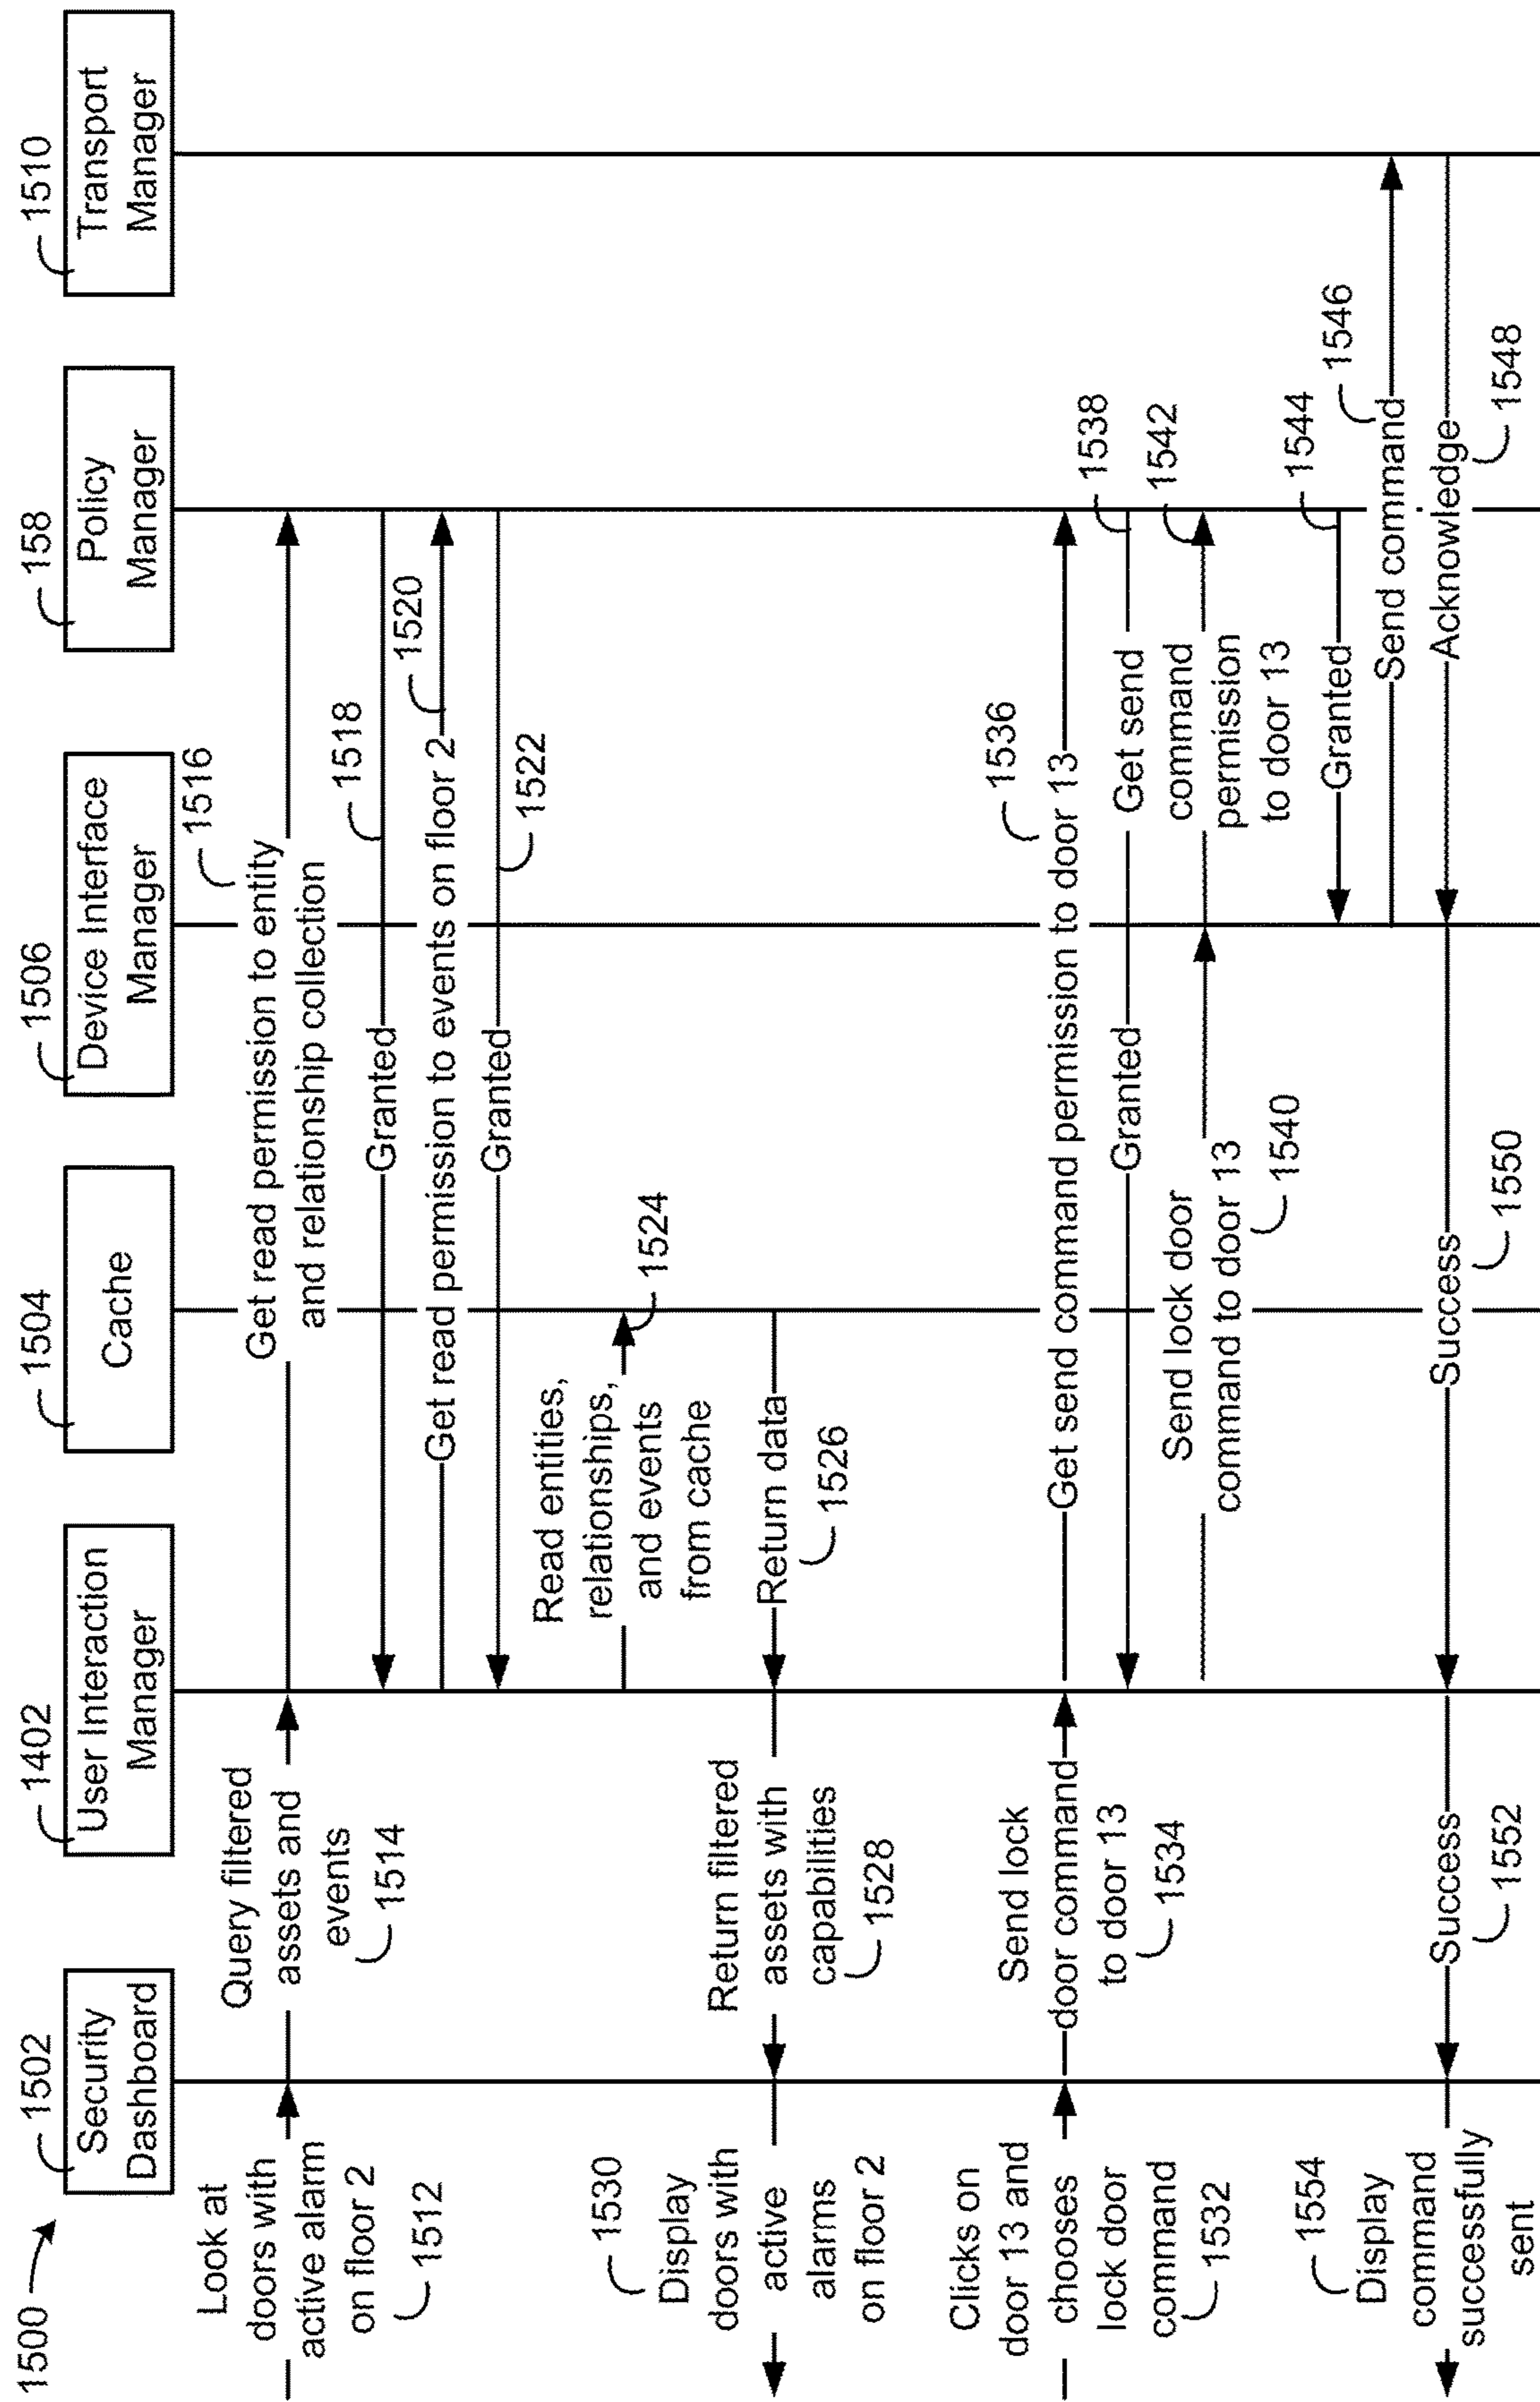 1500
1502
Security
Dashboard
1402
User Interaction
Manager
1504
Cache
1506
Device Interface
Manager
158
Policy
Manager
1510
Transport
Manager
Look at
doors with
active alarm
on floor 2
1512
Query filtered
assets and
events
1514
Get read permission to entity
and relationship collection
1516
Granted
1518
Get read permission to events on floor 2
1520
Granted
1522
Read entities,
relationships,
and events
from cache
1524
Return data
1526
Return filtered
assets with
capabilities
1528
1530
Display
doors with
active
alarms
on floor 2
Clicks on
door 13 and
chooses
lock door
command
1532
Send lock
door command
to door 13
1534
Get send command permission to door 13
1536
Granted
1538
Send lock door
command to door 13
1540
Get send
command
permission
to door 13
1542
Granted
1544
Send command
1546
Acknowledge
1548
Success
1550
Success
1552
1554
Display
command
successfully
sent